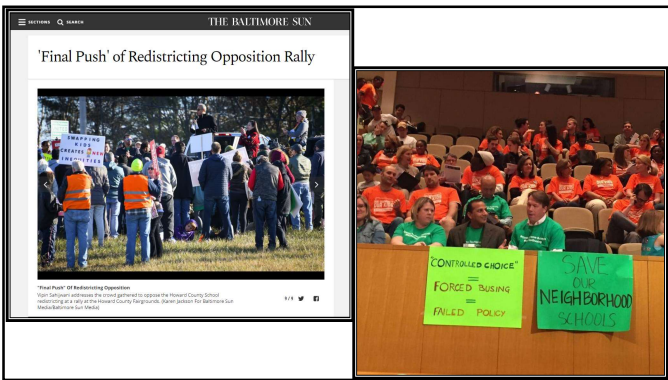 SECTIONS SEARCH THE BALTIMORE SUN
'Final Push' of Redistricting Opposition Rally
SWAPPING
KIDS
CREATES NEW
INEQUITIES
"Final Push" Of Redistricting Opposition
Vipin Sahijwani addresses the crowd gathered to oppose the Howard County School
redistricting at a rally at the Howard County Fairgrounds. (Karen Jackson For Baltimore Sun
Media/Baltimore Sun Media)
"CONTROLLED CHOICE"
=
FORCED BUSING
=
FAILED POLICY
SAVE
OUR
NEIGHBORHOOD
SCHOOLS